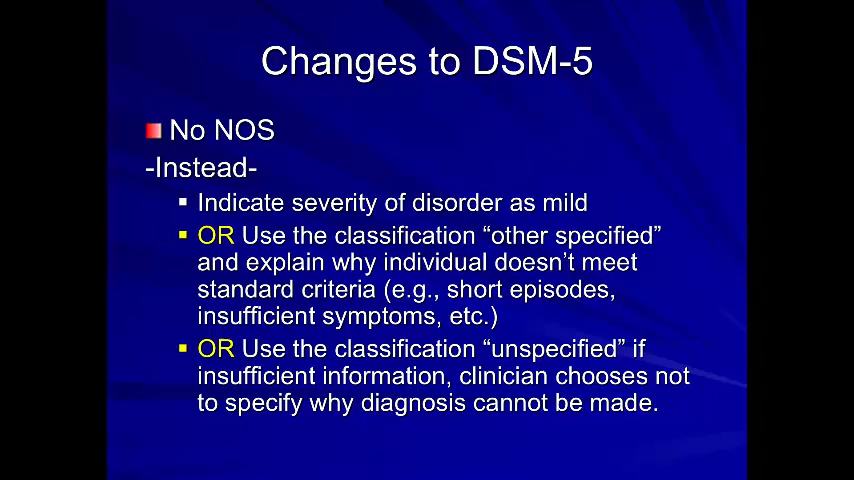 Changes to DSM-5
No NOS
-Instead-
Indicate severity of disorder as mild
OR Use the classification “other specified”
and explain why individual doesn’t meet
standard criteria (e.g., short episodes,
insufficient symptoms, etc.)
OR Use the classification “unspecified” if
insufficient information, clinician chooses not
to specify why diagnosis cannot be made.